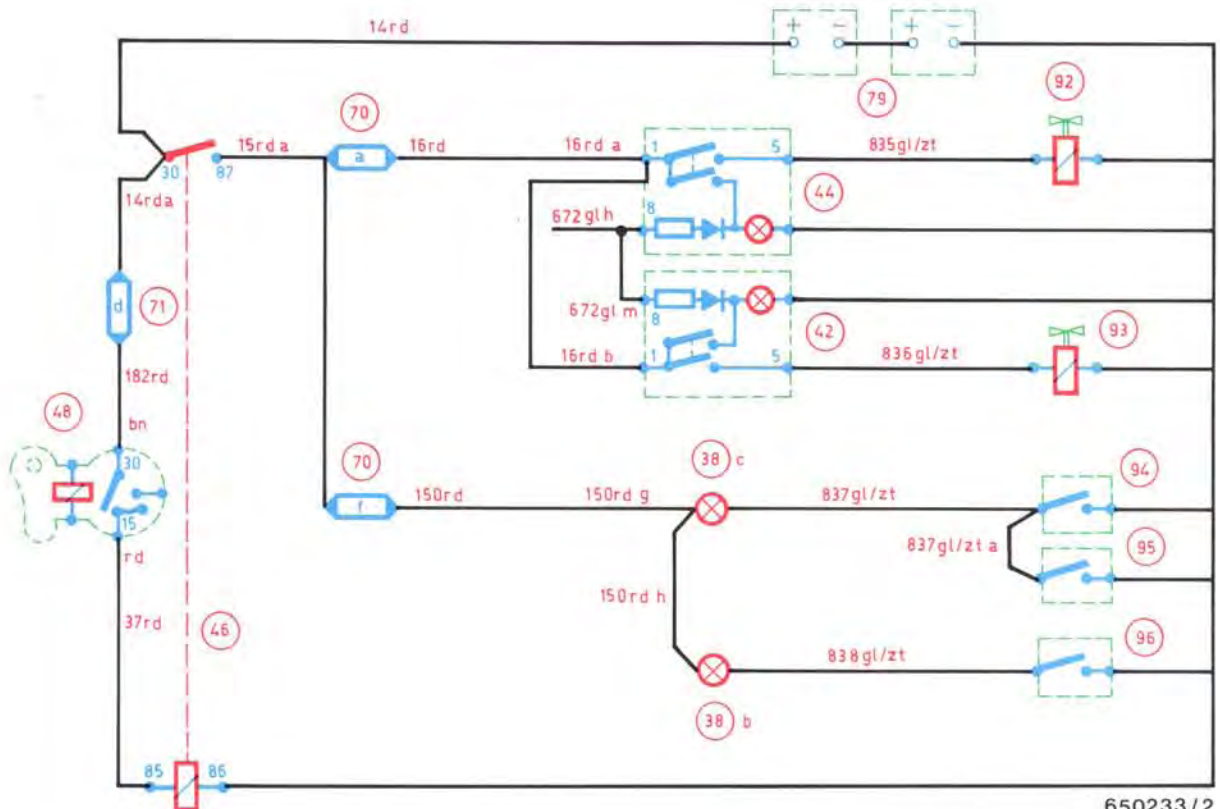 14rd
+ - + -
79
92
70
15rd a
16rd
16rd a
1
5
835gl/zt
30
87
a
44
14rda
672glh
8
d
71
672gl m
8
42
93
182rd
16rd b
1
5
836gl/zt
48
bn
30
70
38 c
94
150rd
150rd g
837gl/zt
f
15
837gl/zt a
95
rd
150rd h
37rd
46
96
838gl/zt
38 b
85
86
650233/2